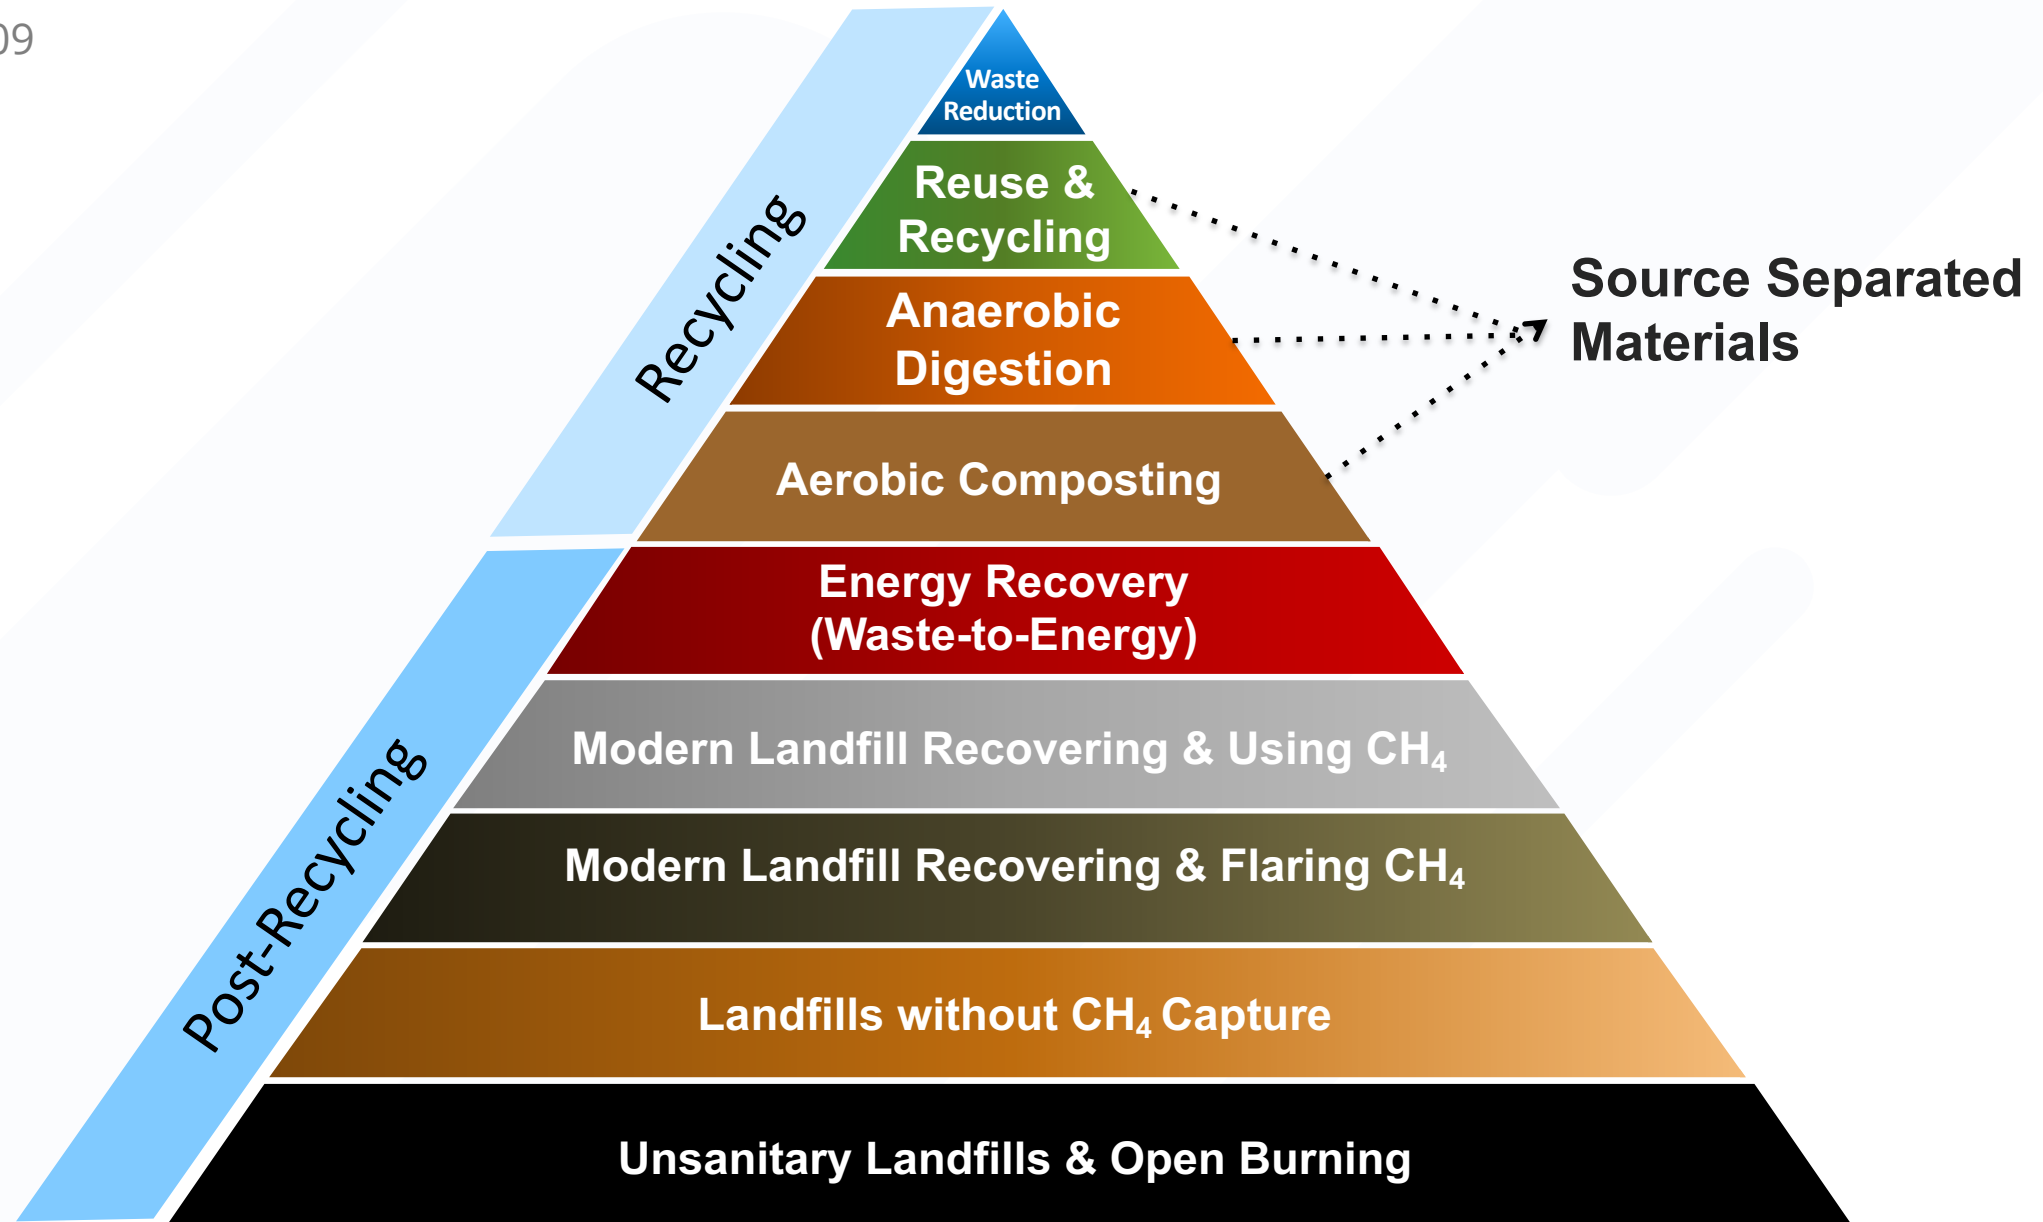 09
Waste
Reduction
Reuse &
Recycling
Anaerobic
Digestion
Aerobic Composting
Energy Recovery
(Waste-to-Energy)
Modern Landfill Recovering & Using CH₄
Modern Landfill Recovering & Flaring CH₄
Landfills without CH₄ Capture
Unsanitary Landfills & Open Burning
Recycling
Post-Recycling
Source Separated
Materials